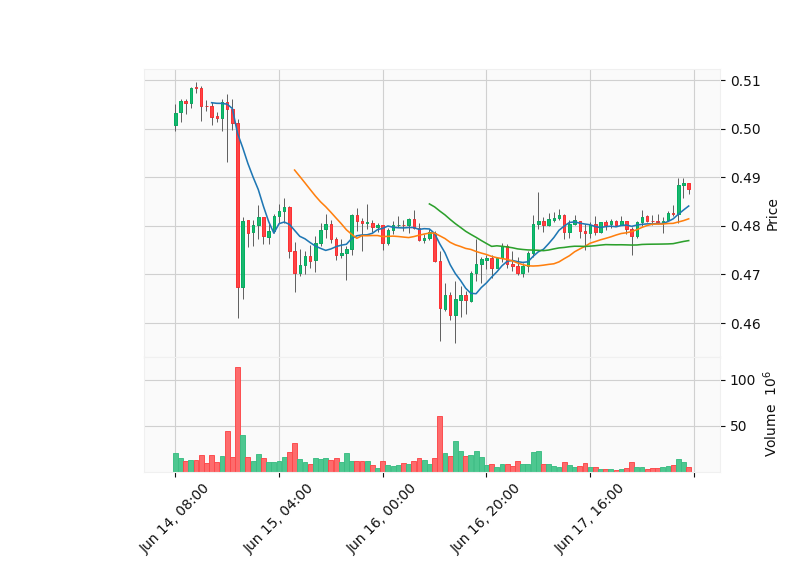 0.51
0.50
0.49
0.48
0.47
0.46
Price
100
50
Volume 10^6
Jun 14, 08:00
Jun 15, 04:00
Jun 16, 00:00
Jun 16, 20:00
Jun 17, 16:00